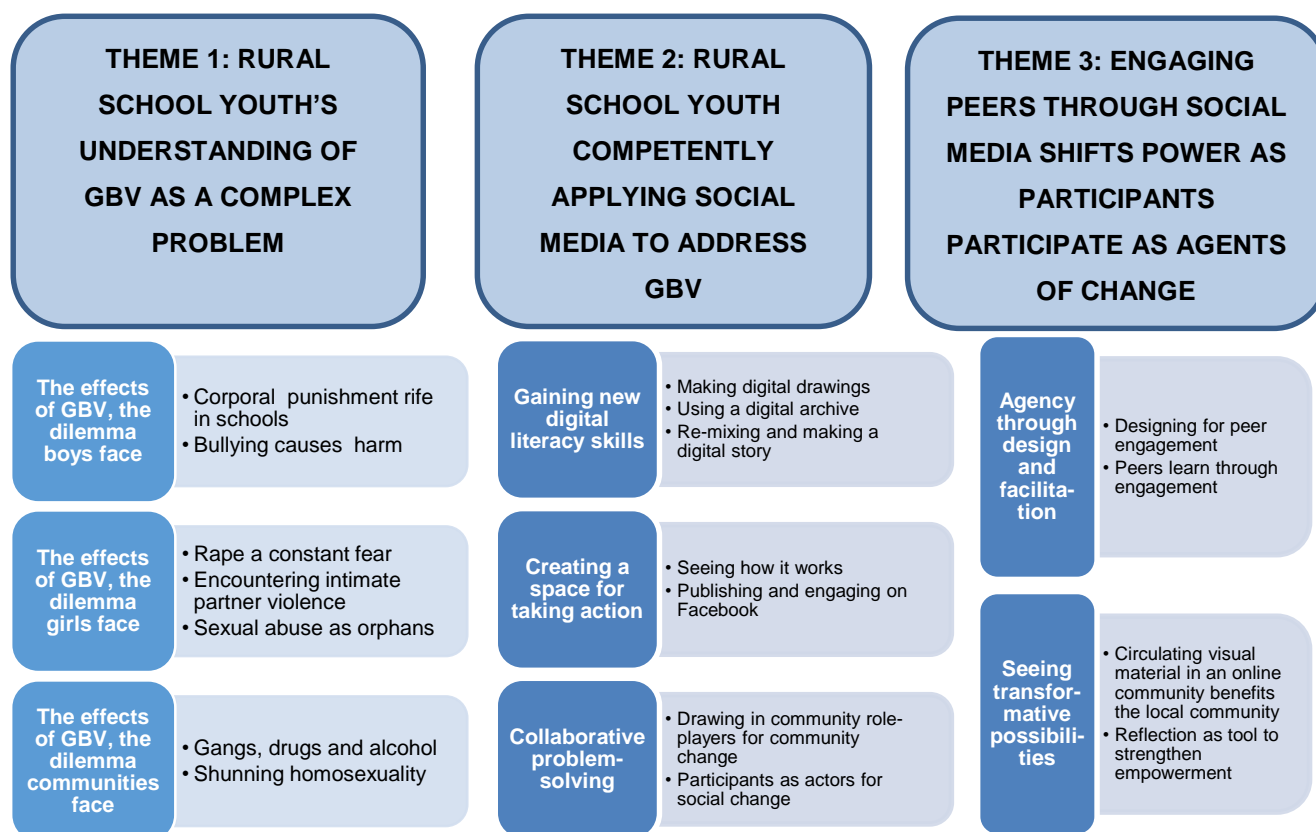 THEME 1: RURAL
SCHOOL YOUTH'S
UNDERSTANDING OF
GBV AS A COMPLEX
PROBLEM
The effects
of GBV, the
dilemma
boys face
• Corporal punishment rife
in schools
• Bullying causes harm
The effects
of GBV, the
dilemma
girls face
• Rape a constant fear
• Encountering intimate
partner violence
• Sexual abuse as orphans
The effects
of GBV, the
dilemma
communities
face
• Gangs, drugs and alcohol
• Shunning homosexuality
THEME 2: RURAL
SCHOOL YOUTH
COMPETENTLY
APPLYING SOCIAL
MEDIA TO ADDRESS
GBV
Gaining new
digital
literacy skills
• Making digital drawings
• Using a digital archive
• Re-mixing and making a
digital story
Creating a
space for
taking action
• Seeing how it works
• Publishing and engaging on
Facebook
Collaborative
problem-
solving
• Drawing in community role-
players for community
change
• Participants as actors for
social change
THEME 3: ENGAGING
PEERS THROUGH SOCIAL
MEDIA SHIFTS POWER AS
PARTICIPANTS
PARTICIPATE AS AGENTS
OF CHANGE
Agency
through
design
and
facilita-
tion
• Designing for peer
engagement
• Peers learn through
engagement
Seeing
transfor-
mative
possibili-
ties
• Circulating visual
material in an online
community benefits
the local community
• Reflection as tool to
strengthen
empowerment